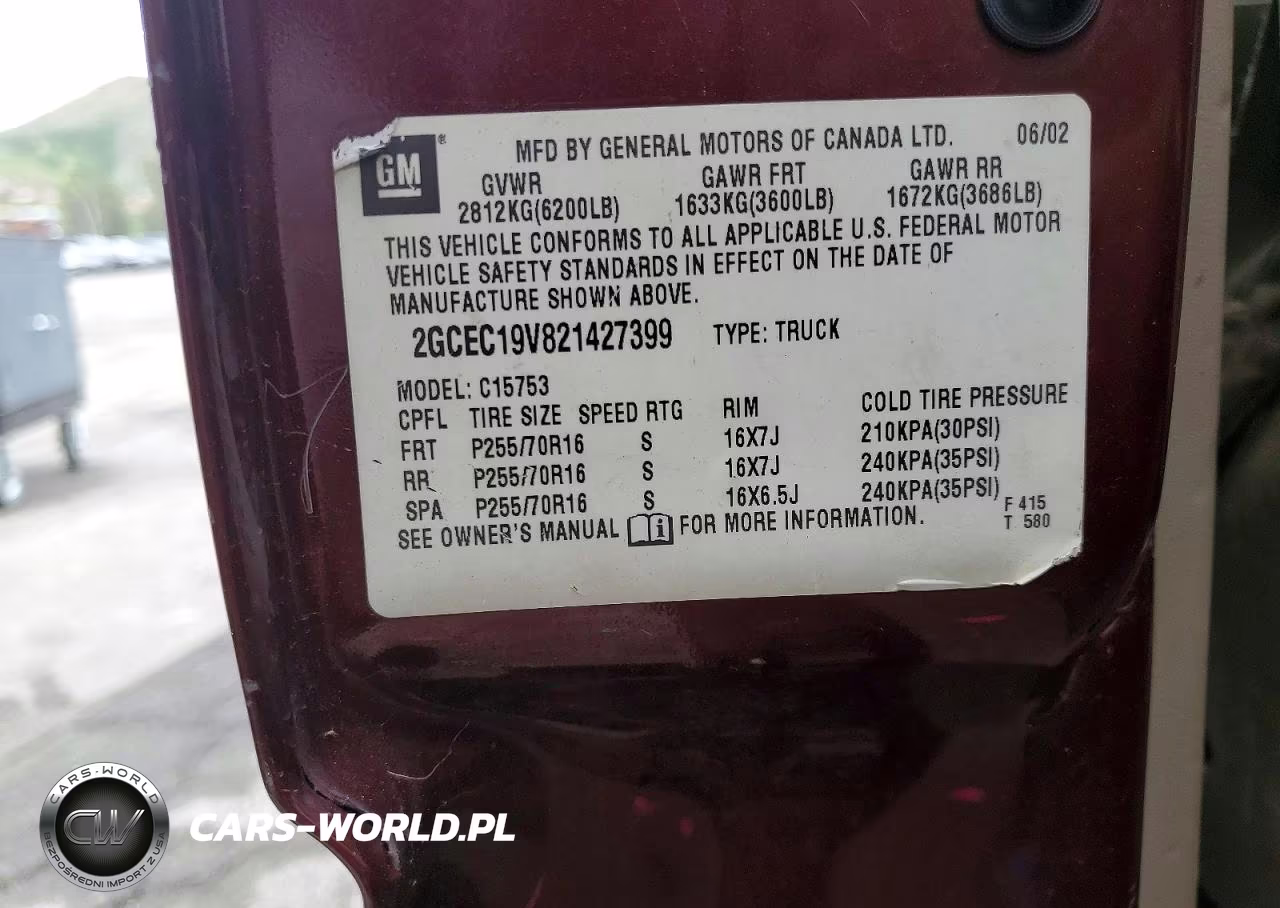 GM ®
MFD BY GENERAL MOTORS OF CANADA LTD. 06/02
GVWR GAWR FRT GAWR RR
2812KG(6200LB) 1633KG(3600LB) 1672KG(3686LB)
THIS VEHICLE CONFORMS TO ALL APPLICABLE U.S. FEDERAL MOTOR
VEHICLE SAFETY STANDARDS IN EFFECT ON THE DATE OF
MANUFACTURE SHOWN ABOVE.
2GCEC19V821427399 TYPE: TRUCK
MODEL: C15753
CPFL TIRE SIZE SPEED RTG RIM COLD TIRE PRESSURE
FRT P255/70R16 S 16X7J 210KPA(30PSI)
RR P255/70R16 S 16X7J 240KPA(35PSI)
SPA P255/70R16 S 16X6.5J 240KPA(35PSI)
SEE OWNER'S MANUAL i FOR MORE INFORMATION.
F 415
T 580
CARS-WORLD
CW
BEZPOŚREDNI IMPORT Z USA
CARS-WORLD.PL